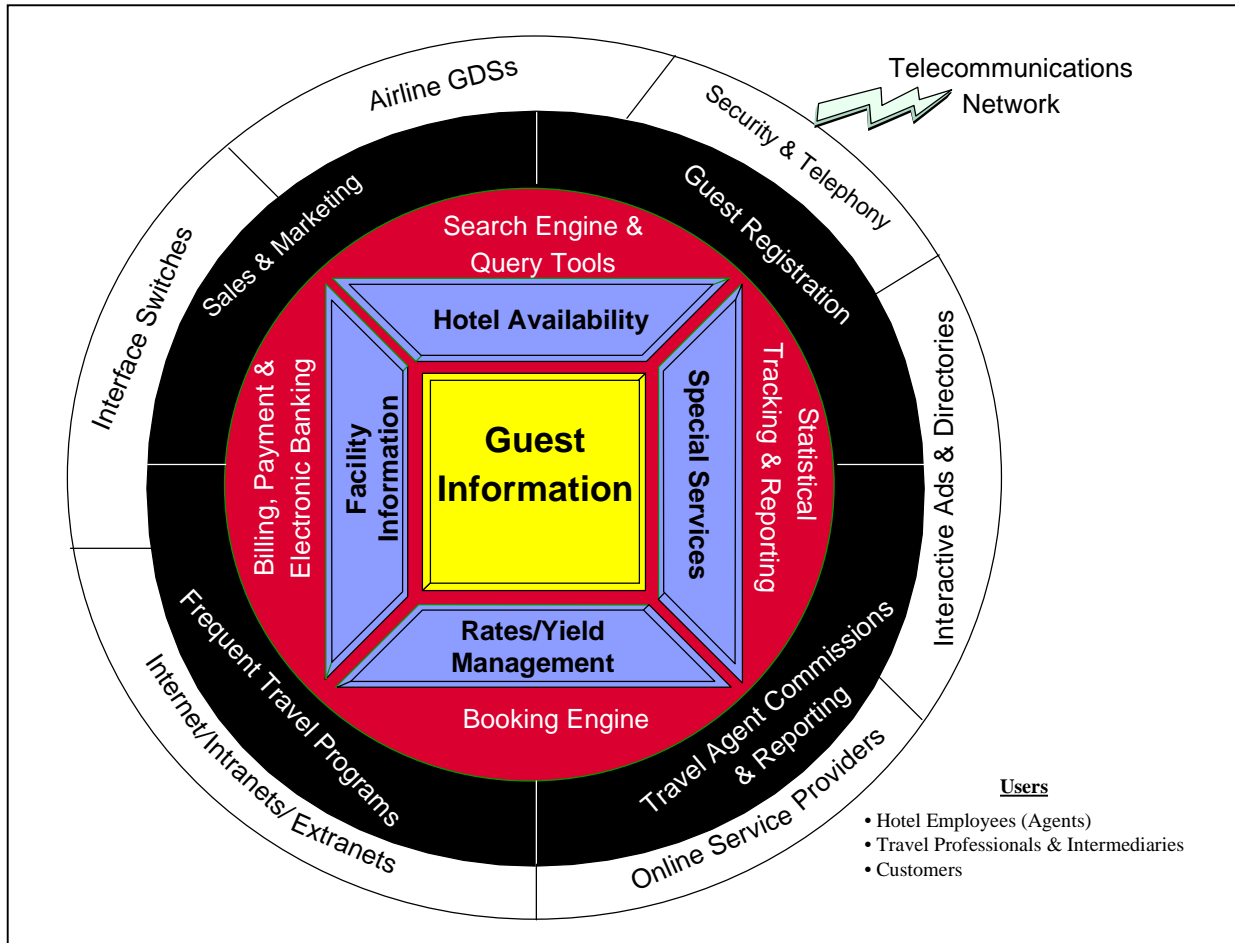 Telecommunications
Network
Airline GDSs
Security & Telephony
Interface Switches
Interactive Ads & Directories
Internet/Intranets/Extranets
Online Service Providers
Sales & Marketing
Guest Registration
Frequent Travel Programs
Travel Agent Commissions
& Reporting
Search Engine &
Query Tools
Billing, Payment &
Electronic Banking
Statistical
Tracking & Reporting
Booking Engine
Hotel Availability
Facility
Information
Special Services
Rates/Yield
Management
Guest
Information
Users
• Hotel Employees (Agents)
• Travel Professionals & Intermediaries
• Customers